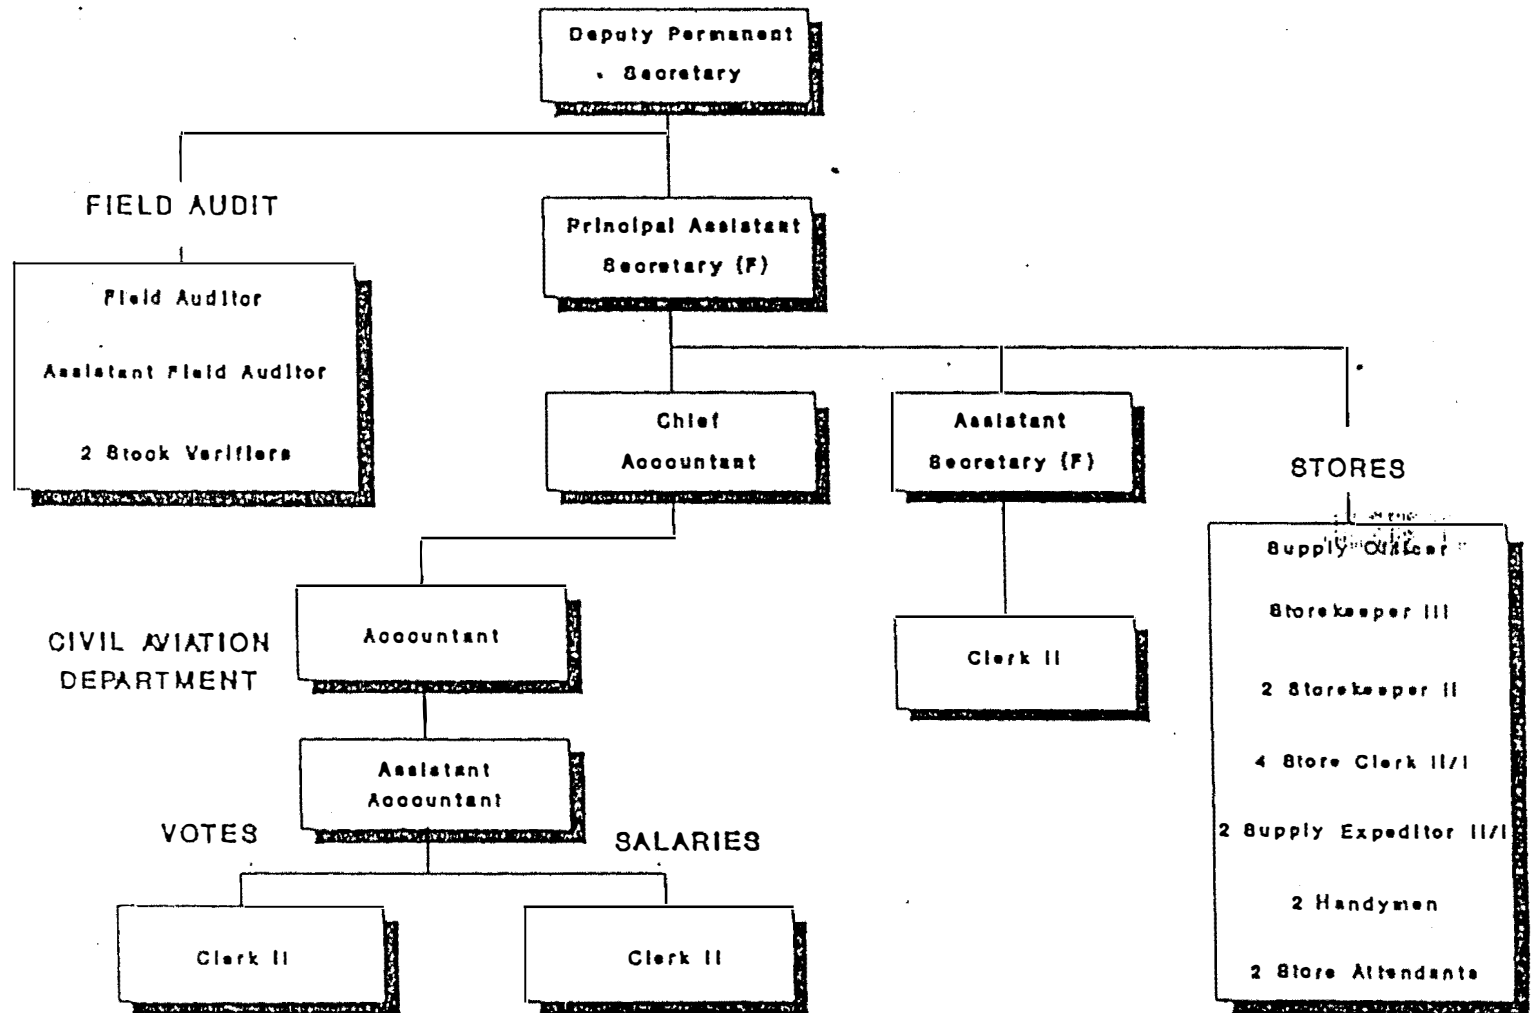 Deputy Permanent
Secretary
FIELD AUDIT
Principal Assistant
Secretary (F)
Field Auditor
Assistant Field Auditor
2 Stock Verifiers
Chief
Accountant
Assistant
Secretary (F)
STORES
Supply Officer
Storekeeper III
2 Storekeeper II
4 Store Clerk II/I
2 Supply Expeditor II/I
2 Handymen
2 Store Attendants
CIVIL AVIATION
DEPARTMENT
Accountant
Clerk II
Assistant
Accountant
VOTES
SALARIES
Clerk II
Clerk II